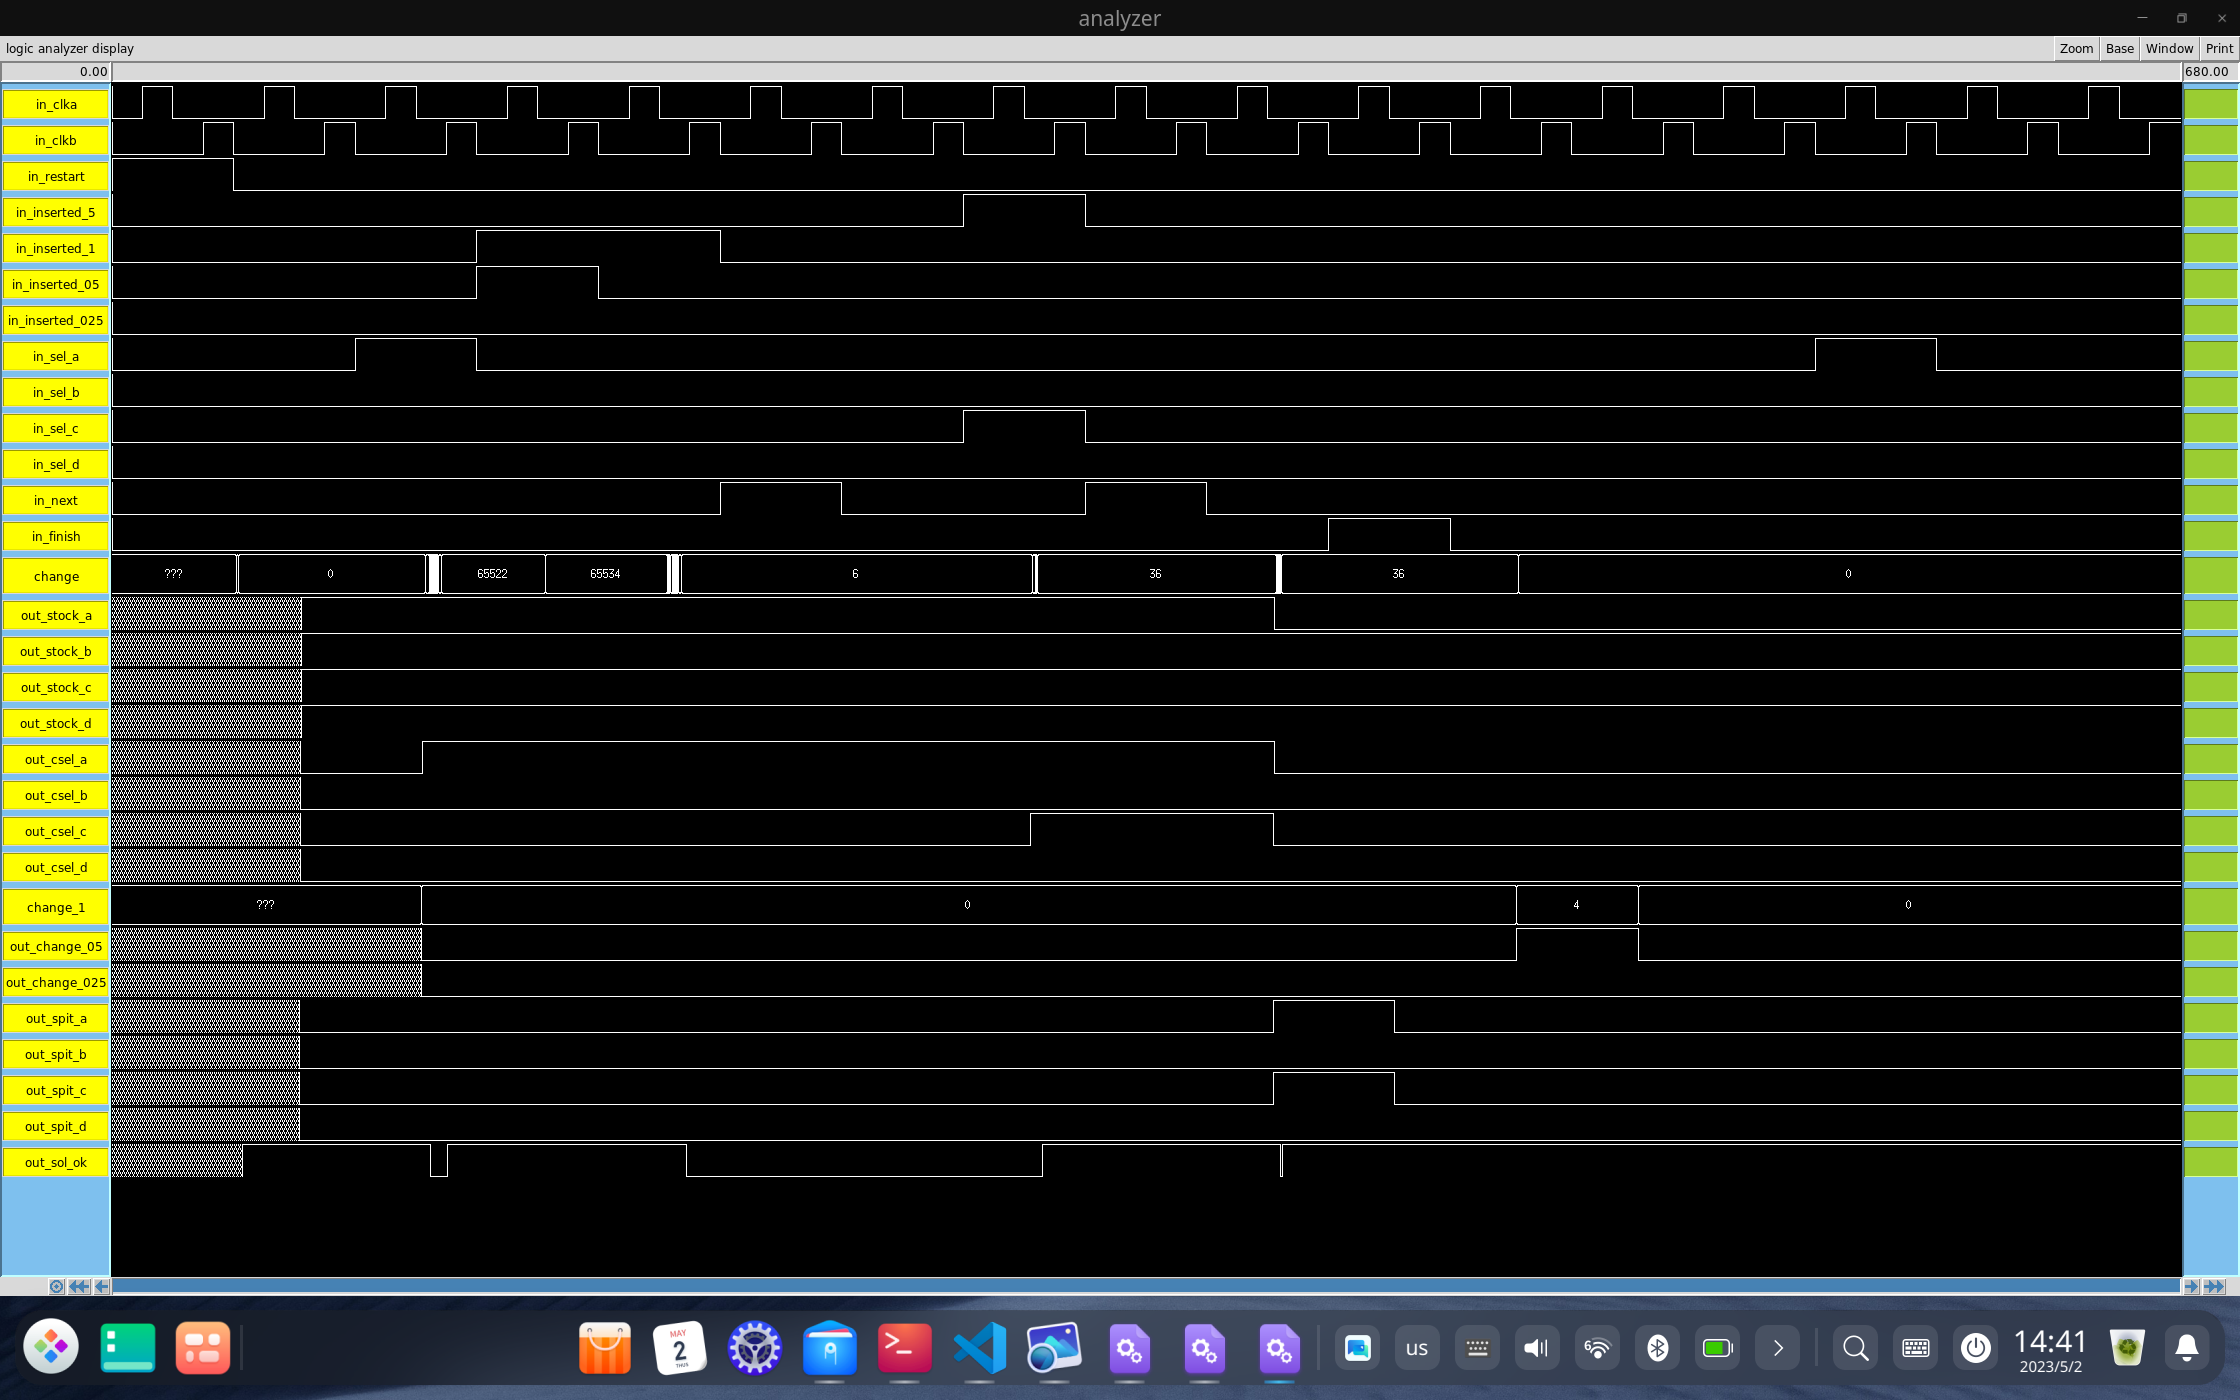 analyzer
logic analyzer display Zoom Base Window Print
0.00 680.00
in_clka
in_clkb
in_restart
in_inserted_5
in_inserted_1
in_inserted_05
in_inserted_025
in_sel_a
in_sel_b
in_sel_c
in_sel_d
in_next
in_finish
change ??? 0 65522 65534 6 36 36 0
out_stock_a
out_stock_b
out_stock_c
out_stock_d
out_csel_a
out_csel_b
out_csel_c
out_csel_d
change_1 ??? 0 4 0
out_change_05
out_change_025
out_spit_a
out_spit_b
out_spit_c
out_spit_d
out_sol_ok
MAY
2
THUS
us
6
14:41
2023/5/2